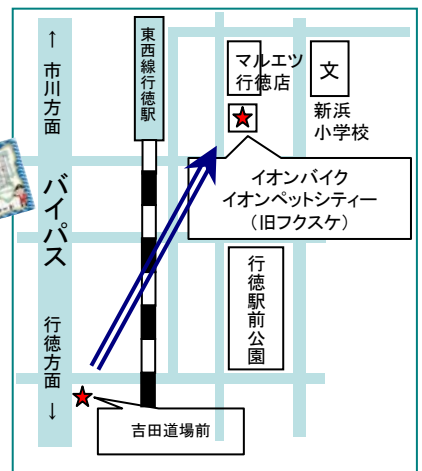 ↑市川方面
バイパス
行徳方面↓
東西線行徳駅
マルエツ
行徳店
文
新浜
小学校
イオンバイク
イオンペットシティー
（旧フクスケ）
行徳駅前公園
吉田道場前